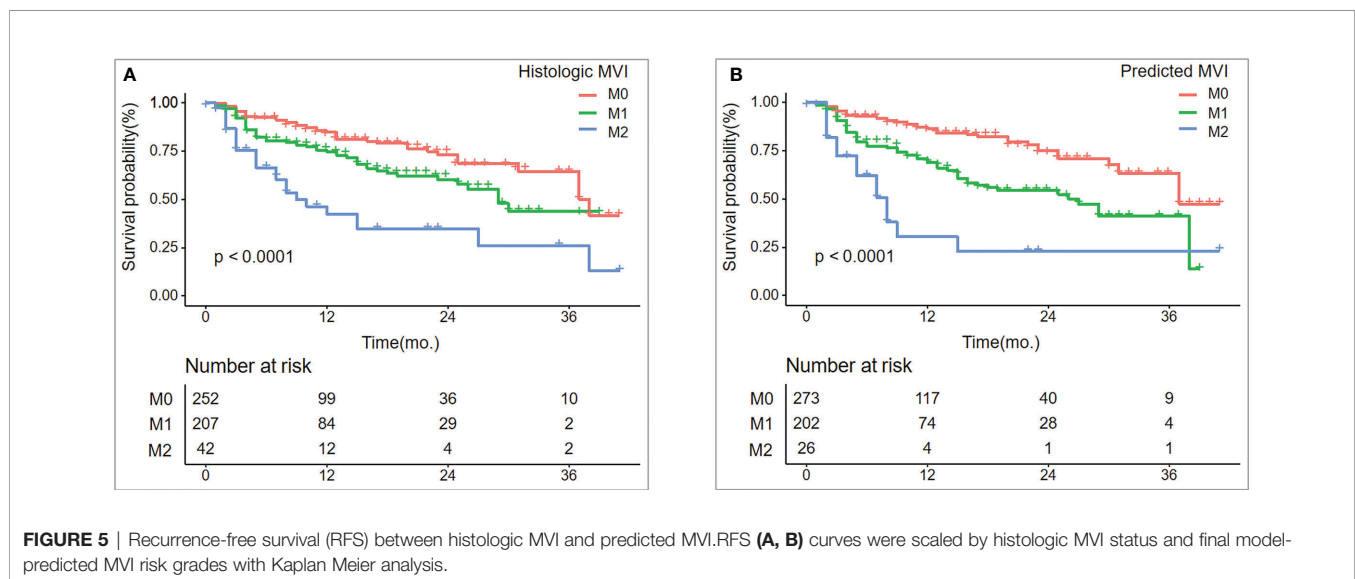 A
Histologic MVI
M0
M1
M2
1.00
0.75
0.50
0.25
0.00
Survival probability(%)
p < 0.0001
0 12 24 36
Time(mo.)
Number at risk
M0 252 99 36 10
M1 207 84 29 2
M2 42 12 4 2
0 12 24 36
B
Predicted MVI
M0
M1
M2
1.00
0.75
0.50
0.25
0.00
Survival probability(%)
p < 0.0001
0 12 24 36
Time(mo.)
Number at risk
M0 273 117 40 9
M1 202 74 28 4
M2 26 4 1 1
0 12 24 36
FIGURE 5 | Recurrence-free survival (RFS) between histologic MVI and predicted MVI.RFS (A, B) curves were scaled by histologic MVI status and final model-
predicted MVI risk grades with Kaplan Meier analysis.